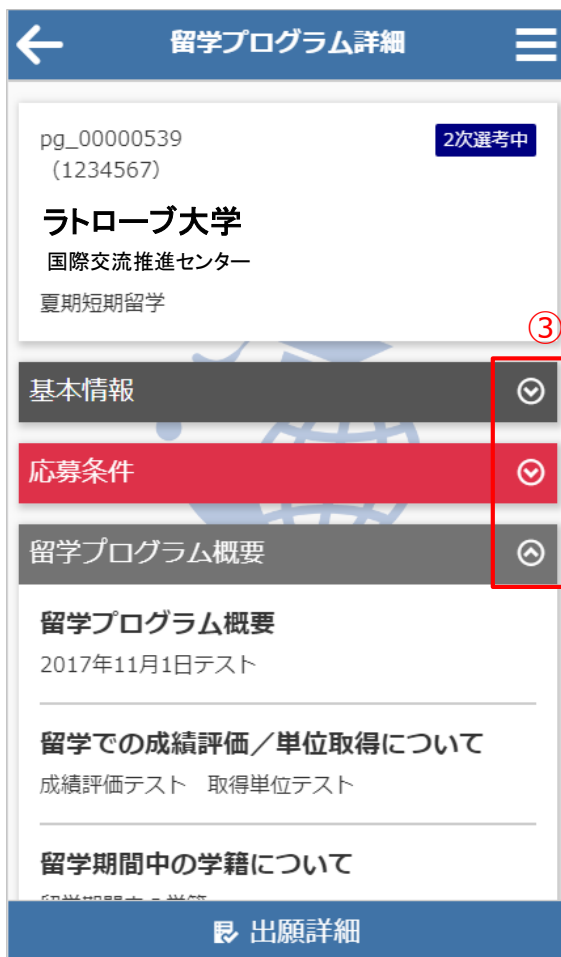 留学プログラム詳細
pg_00000539
2次選考中
(1234567)
ラトローブ大学
国際交流推進センター
夏期短期留学
③
基本情報
応募条件
留学プログラム概要
留学プログラム概要
2017年11月1日テスト
留学での成績評価／単位取得について
成績評価テスト　取得単位テスト
留学期間中の学籍について
出願詳細